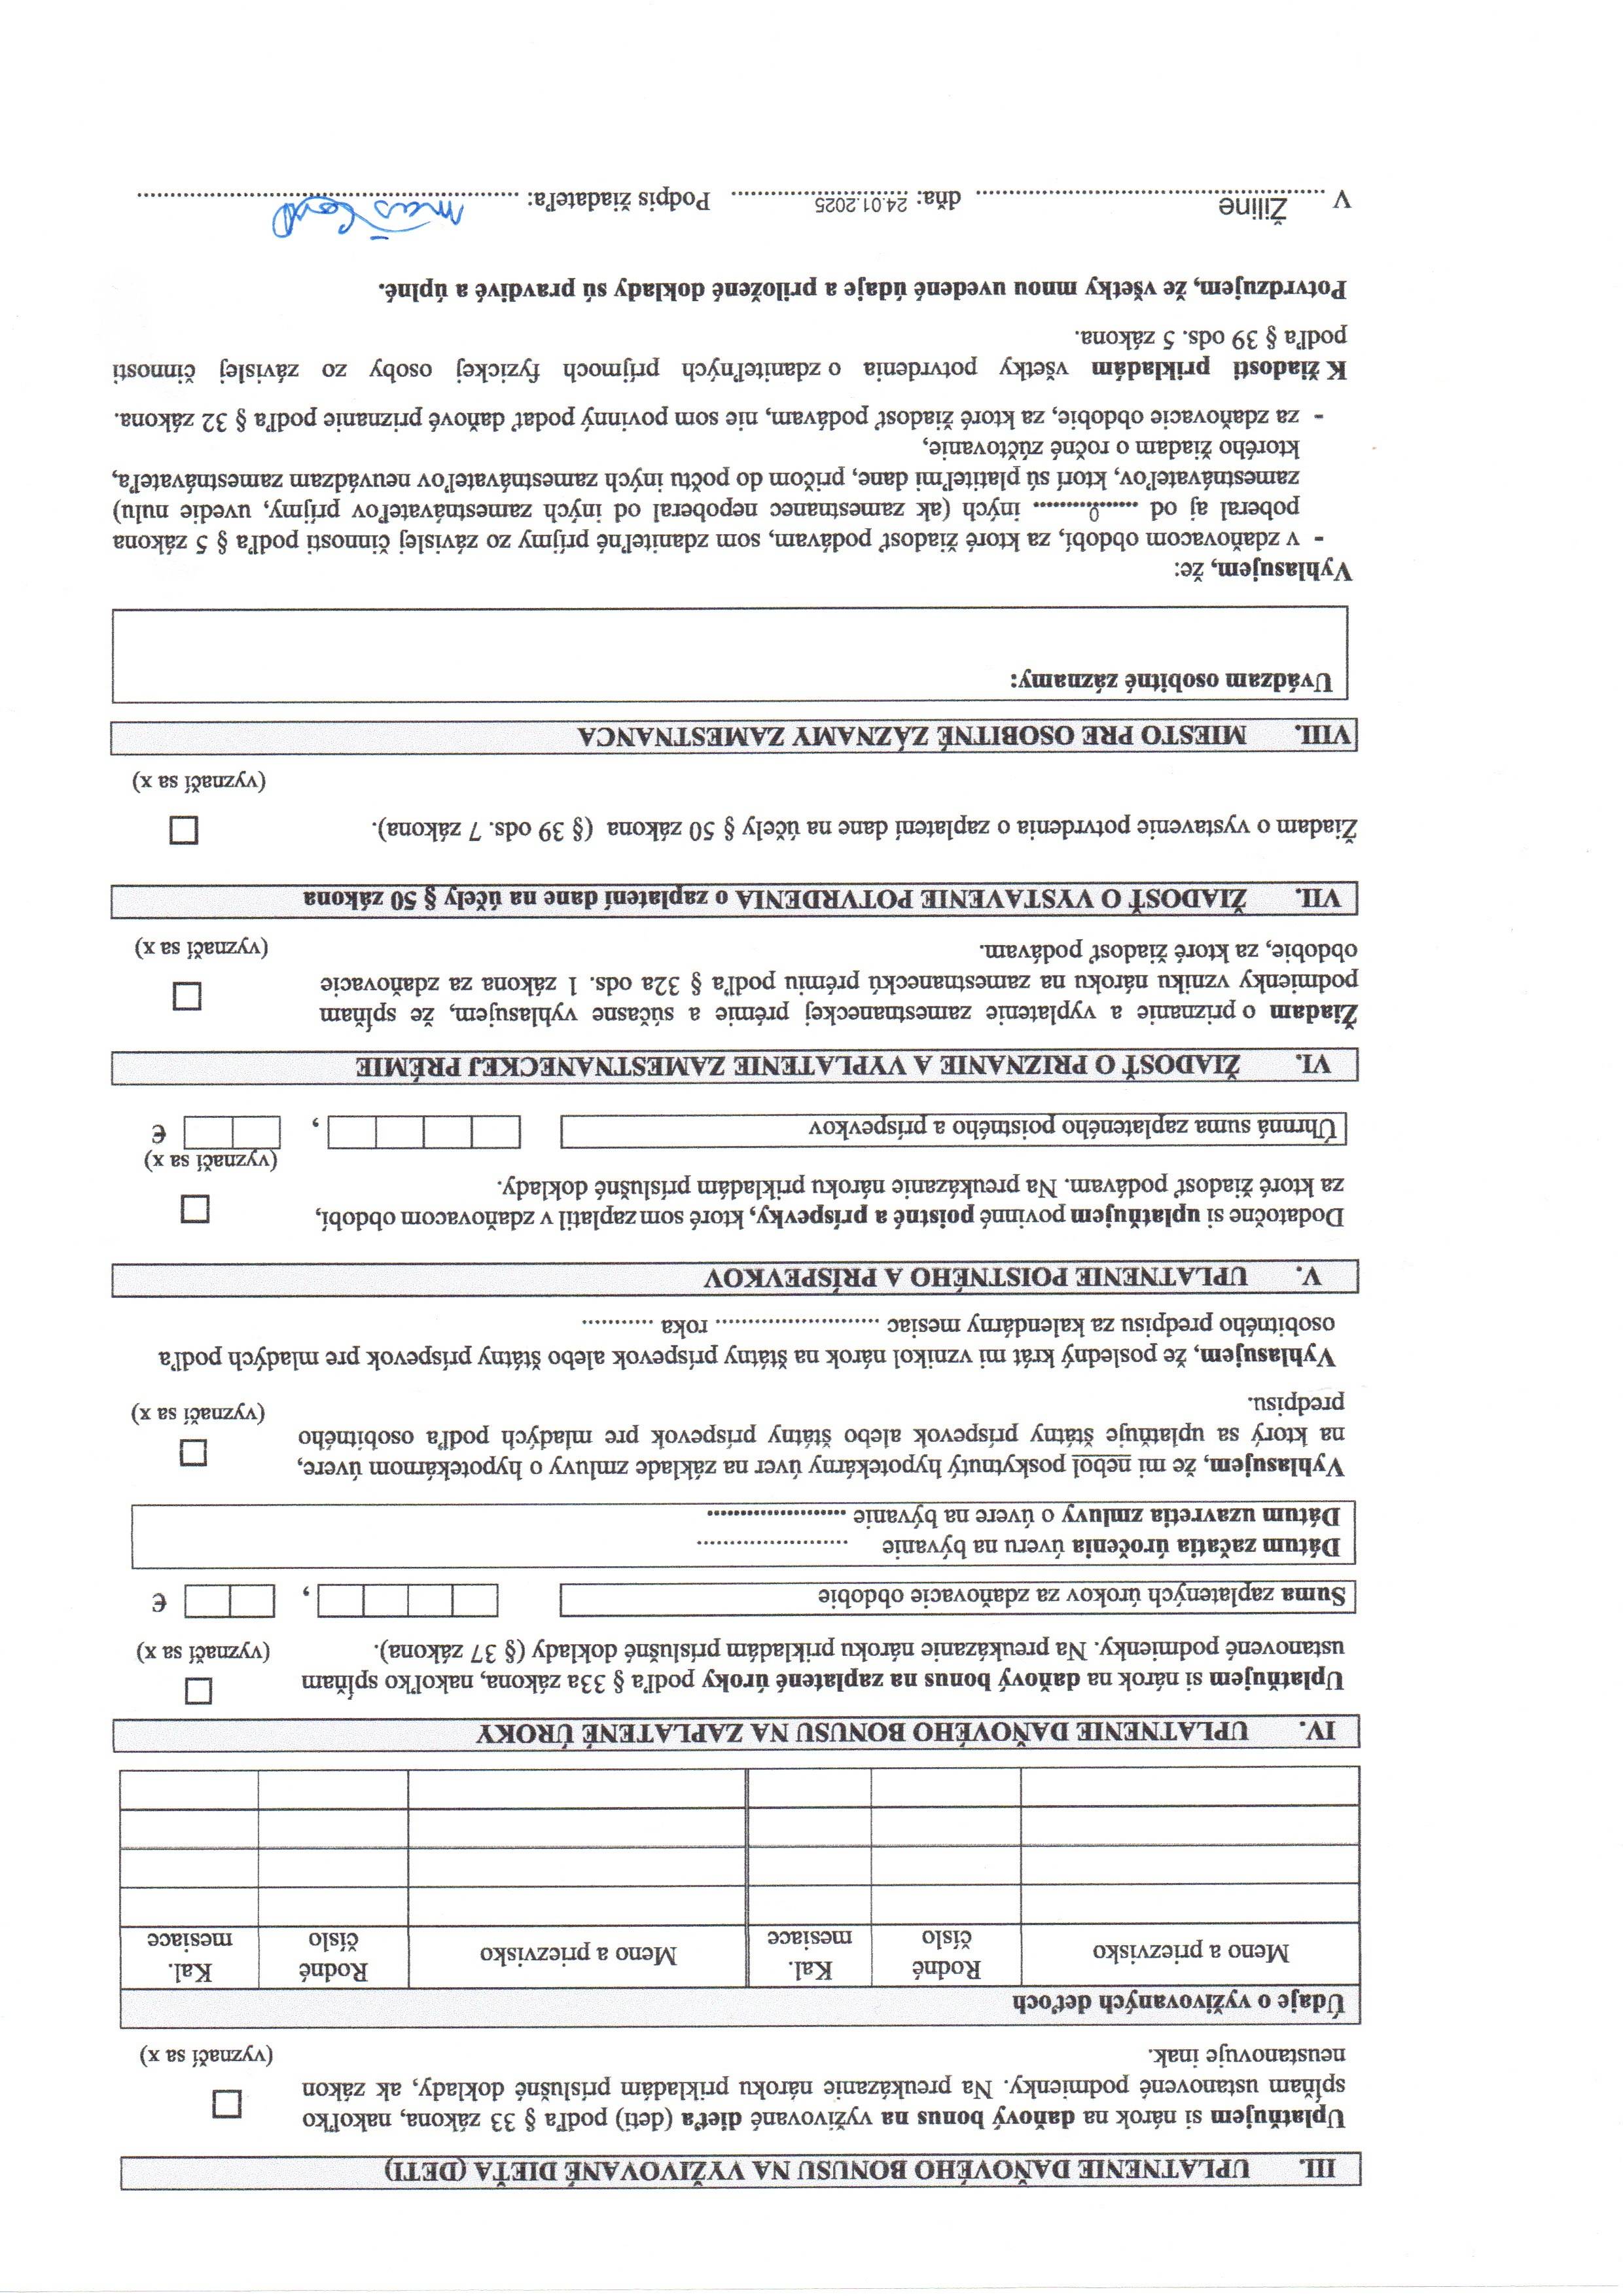 III. UPLATNENIE DAŇOVÉHO BONUSU NA VYŽIVOVANÉ DIEŤA (DETI)
Uplatňujem si nárok na daňový bonus na vyživované dieťa (deti) podľa § 33 zákona, nakoľko
spĺňam ustanovené podmienky. Na preukázanie nároku prikladám príslušné doklady, ak zákon
neustanovuje inak.
(vyznačí sa x)
Údaje o vyživovaných deťoch
Meno a priezvisko Rodné číslo Kal. mesiace Meno a priezvisko Rodné číslo Kal. mesiace
IV. UPLATNENIE DAŇOVÉHO BONUSU NA ZAPLATENÉ ÚROKY
Uplatňujem si nárok na daňový bonus na zaplatené úroky podľa § 33a zákona, nakoľko spĺňam
ustanovené podmienky. Na preukázanie nároku prikladám príslušné doklady (§ 37 zákona).
(vyznačí sa x)
Suma zaplatených úrokov za zdaňovacie obdobie , €
Dátum začatia úročenia úveru na bývanie .......................
Dátum uzavretia zmluvy o úvere na bývanie .....................
Vyhlasujem, že mi nebol poskytnutý hypotekárny úver na základe zmluvy o hypotekárnom úvere,
na ktorý sa uplatňuje štátny príspevok alebo štátny príspevok pre mladých podľa osobitného
predpisu.
(vyznačí sa x)
Vyhlasujem, že posledný krát mi vznikol nárok na štátny príspevok alebo štátny príspevok pre mladých podľa
osobitného predpisu za kalendárny mesiac ......................... roka ...........
V. UPLATNENIE POISTNÉHO A PRÍSPEVKOV
Dodatočne si uplatňujem povinné poistné a príspevky, ktoré som zaplatil v zdaňovacom období,
za ktoré žiadosť podávam. Na preukázanie nároku prikladám príslušné doklady.
(vyznačí sa x)
Úhrnná suma zaplateného poistného a príspevkov , €
VI. ŽIADOSŤ O PRIZNANIE A VYPLATENIE ZAMESTNANECKEJ PRÉMIE
Žiadam o priznanie a vyplatenie zamestnaneckej prémie a súčasne vyhlasujem, že spĺňam
podmienky vzniku nároku na zamestnaneckú prémiu podľa § 32a ods. 1 zákona za zdaňovacie
obdobie, za ktoré žiadosť podávam.
(vyznačí sa x)
VII. ŽIADOSŤ O VYSTAVENIE POTVRDENIA o zaplatení dane na účely § 50 zákona
Žiadam o vystavenie potvrdenia o zaplatení dane na účely § 50 zákona (§ 39 ods. 7 zákona).
(vyznačí sa x)
VIII. MIESTO PRE OSOBITNÉ ZÁZNAMY ZAMESTNANCA
Uvádzam osobitné záznamy:
Vyhlasujem, že:
- v zdaňovacom období, za ktoré žiadosť podávam, som zdaniteľné príjmy zo závislej činnosti podľa § 5 zákona
poberal aj od .......0........ iných (ak zamestnanec nepoberal od iných zamestnávateľov príjmy, uvedie nulu)
zamestnávateľov, ktorí sú platiteľmi dane, pričom do počtu iných zamestnávateľov neuvádzam zamestnávateľa,
ktorého žiadam o ročné zúčtovanie,
- za zdaňovacie obdobie, za ktoré žiadosť podávam, nie som povinný podať daňové priznanie podľa § 32 zákona.
K žiadosti prikladám všetky potvrdenia o zdaniteľných príjmoch fyzickej osoby zo závislej činnosti
podľa § 39 ods. 5 zákona.
Potvrdzujem, že všetky mnou uvedené údaje a priložené doklady sú pravdivé a úplné.
V Žiline dňa: 24.01.2025 Podpis žiadateľa: